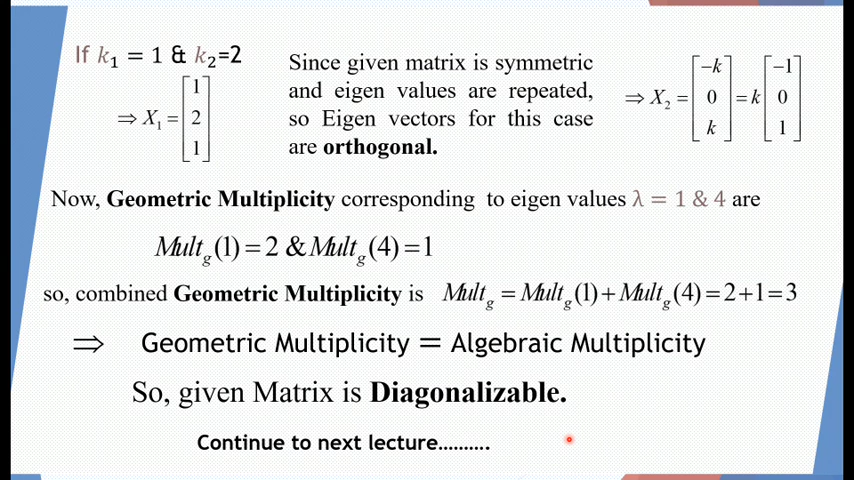 If k₁ = 1 & k₂=2
⇒ X₁ = [1 2 1]
Since given matrix is symmetric
and eigen values are repeated,
so Eigen vectors for this case
are orthogonal.
⇒ X₂ = [−k 0 k] = k [−1 0 1]
Now, Geometric Multiplicity corresponding to eigen values λ = 1 & 4 are
Mult_g(1) = 2 & Mult_g(4) = 1
so, combined Geometric Multiplicity is Mult_g = Mult_g(1) + Mult_g(4) = 2+1 = 3
⇒ Geometric Multiplicity = Algebraic Multiplicity
So, given Matrix is Diagonalizable.
Continue to next lecture……….